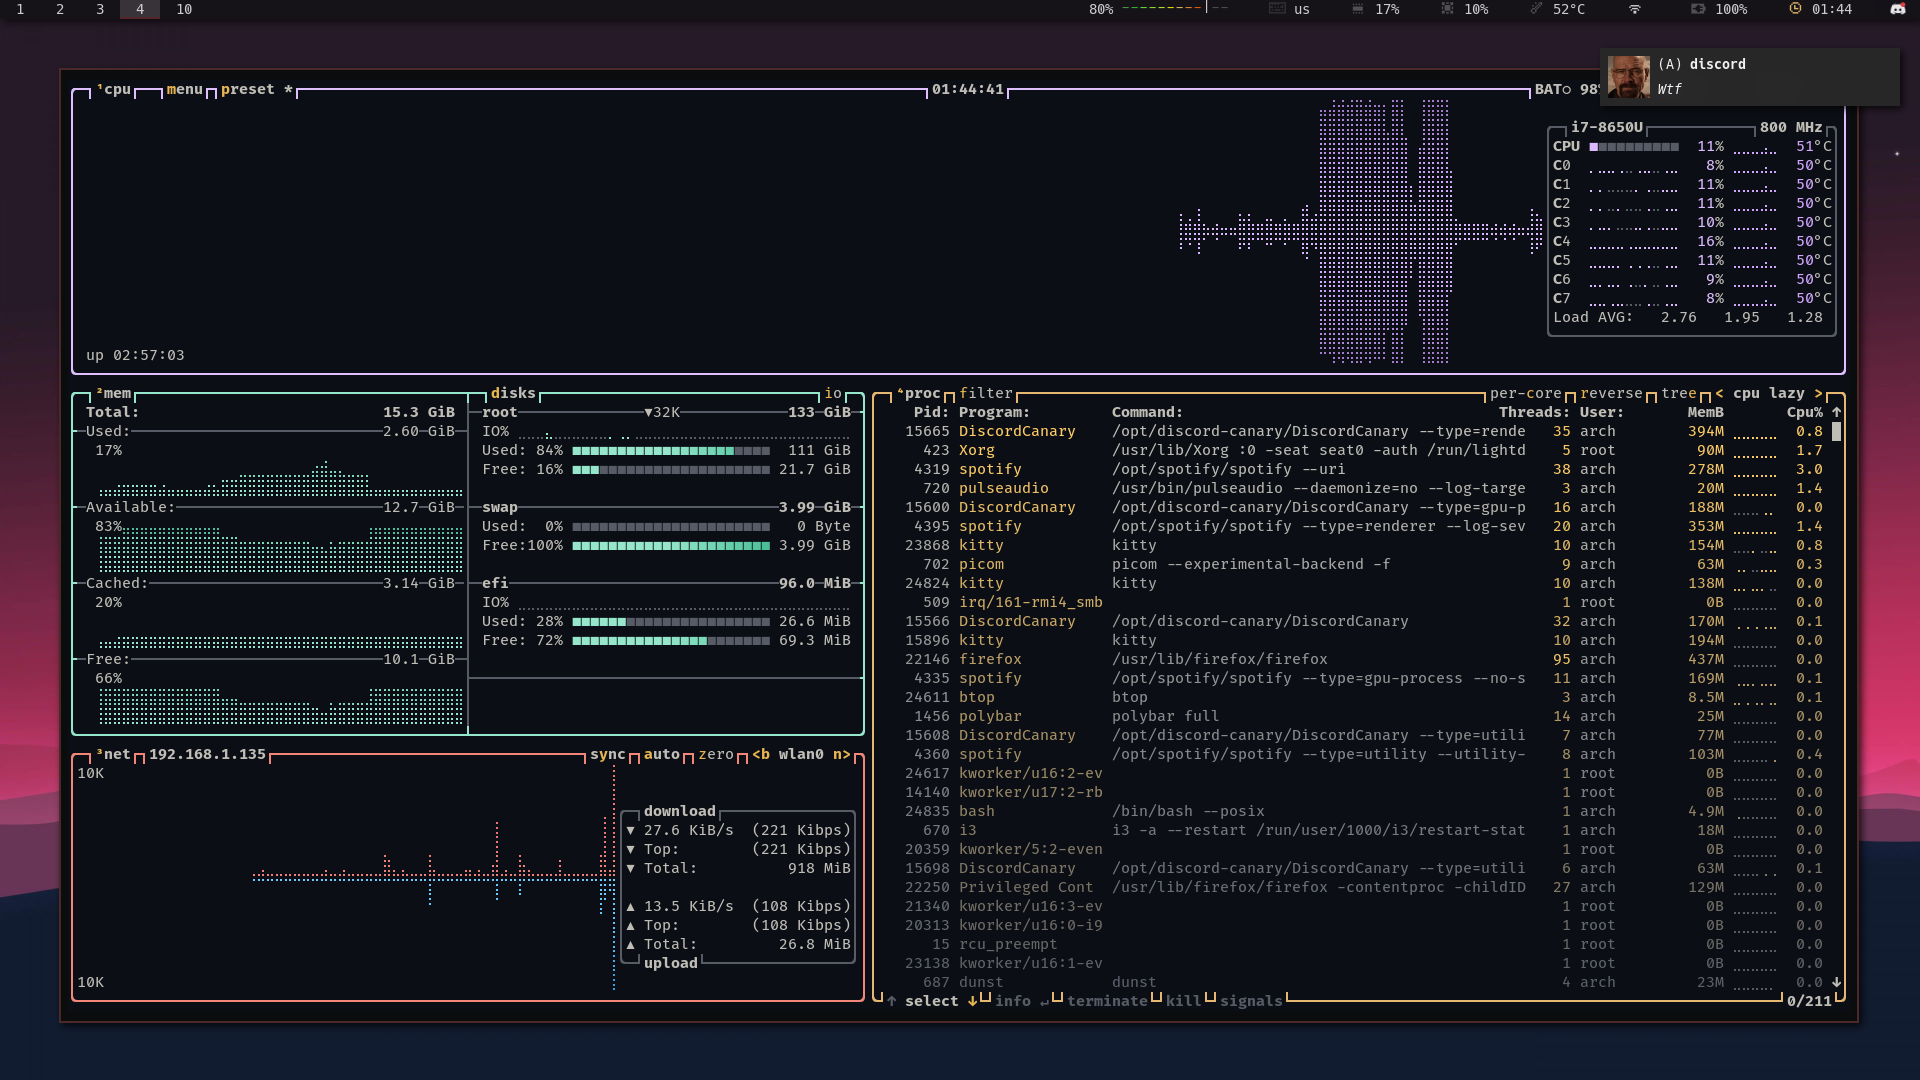 1 2 3 4 10 80% us 17% 10% 52°C 100% 01:44
(A) discord
Wtf
¹cpu menu preset * 01:44:41 BAT○ 98%
i7-8650U 800 MHz
CPU 11% 51°C
C0 8% 50°C
C1 11% 50°C
C2 11% 50°C
C3 10% 50°C
C4 16% 50°C
C5 11% 50°C
C6 9% 50°C
C7 8% 50°C
Load AVG: 2.76 1.95 1.28
up 02:57:03
²mem
Total: 15.3 GiB
Used: 2.60 GiB
17%
Available: 12.7 GiB
83%
Cached: 3.14 GiB
20%
Free: 10.1 GiB
66%
disks io
root ▼32K 133 GiB
IO%
Used: 84% 111 GiB
Free: 16% 21.7 GiB
swap 3.99 GiB
Used: 0% 0 Byte
Free:100% 3.99 GiB
efi 96.0 MiB
IO%
Used: 28% 26.6 MiB
Free: 72% 69.3 MiB
³net 192.168.1.135 sync auto zero <b wlan0 n>
10K
download
▼ 27.6 KiB/s (221 Kibps)
▼ Top: (221 Kibps)
▼ Total: 918 MiB
▲ 13.5 KiB/s (108 Kibps)
▲ Top: (108 Kibps)
▲ Total: 26.8 MiB
upload
10K
⁴proc filter per-core reverse tree < cpu lazy >
Pid: Program: Command: Threads: User: MemB Cpu% ↑
15665 DiscordCanary /opt/discord-canary/DiscordCanary --type=rende 35 arch 394M 0.8
423 Xorg /usr/lib/Xorg :0 -seat seat0 -auth /run/lightd 5 root 90M 1.7
4319 spotify /opt/spotify/spotify --uri 38 arch 278M 3.0
720 pulseaudio /usr/bin/pulseaudio --daemonize=no --log-targe 3 arch 20M 1.4
15600 DiscordCanary /opt/discord-canary/DiscordCanary --type=gpu-p 16 arch 188M 0.0
4395 spotify /opt/spotify/spotify --type=renderer --log-sev 20 arch 353M 1.4
23868 kitty kitty 10 arch 154M 0.8
702 picom picom --experimental-backend -f 9 arch 63M 0.3
24824 kitty kitty 10 arch 138M 0.0
509 irq/161-rmi4_smb 1 root 0B 0.0
15566 DiscordCanary /opt/discord-canary/DiscordCanary 32 arch 170M 0.1
15896 kitty kitty 10 arch 194M 0.0
22146 firefox /usr/lib/firefox/firefox 95 arch 437M 0.0
4335 spotify /opt/spotify/spotify --type=gpu-process --no-s 11 arch 169M 0.1
24611 btop btop 3 arch 8.5M 0.1
1456 polybar polybar full 14 arch 25M 0.0
15608 DiscordCanary /opt/discord-canary/DiscordCanary --type=utili 7 arch 77M 0.0
4360 spotify /opt/spotify/spotify --type=utility --utility- 8 arch 103M 0.4
24617 kworker/u16:2-ev 1 root 0B 0.0
14140 kworker/u17:2-rb 1 root 0B 0.0
24835 bash /bin/bash --posix 1 arch 4.9M 0.0
670 i3 i3 -a --restart /run/user/1000/i3/restart-stat 1 arch 18M 0.0
20359 kworker/5:2-even 1 root 0B 0.0
15698 DiscordCanary /opt/discord-canary/DiscordCanary --type=utili 6 arch 63M 0.1
22250 Privileged Cont /usr/lib/firefox/firefox -contentproc -childID 27 arch 129M 0.0
21340 kworker/u16:3-ev 1 root 0B 0.0
20313 kworker/u16:0-i9 1 root 0B 0.0
15 rcu_preempt 1 root 0B 0.0
23138 kworker/u16:1-ev 1 root 0B 0.0
687 dunst dunst 4 arch 23M 0.0 ↓
↑ select ↓ info ↵ terminate kill signals 0/211